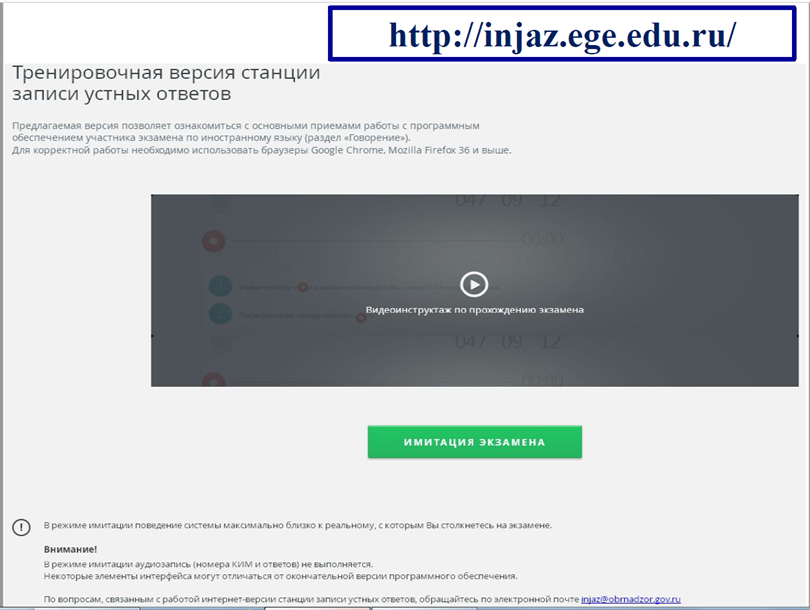 http://injaz.ege.edu.ru/
Тренировочная версия станции
записи устных ответов
Предлагаемая версия позволяет ознакомиться с основными приемами работы с программным
обеспечением участника экзамена по иностранному языку (раздел «Говорение»).
Для корректной работы необходимо использовать браузеры Google Chrome, Mozilla Firefox 36 и выше.
047 09 12
00:00
1
2
Видеоинструктаж по прохождению экзамена
047 09 12
00:00
ИМИТАЦИЯ ЭКЗАМЕНА
В режиме имитации поведение системы максимально близко к реальному, с которым Вы столкнетесь на экзамене.
Внимание!
В режиме имитации аудиозапись (номера КИМ и ответов) не выполняется.
Некоторые элементы интерфейса могут отличаться от окончательной версии программного обеспечения.
По вопросам, связанным с работой интернет-версии станции записи устных ответов, обращайтесь по электронной почте injaz@obrnadzor.gov.ru